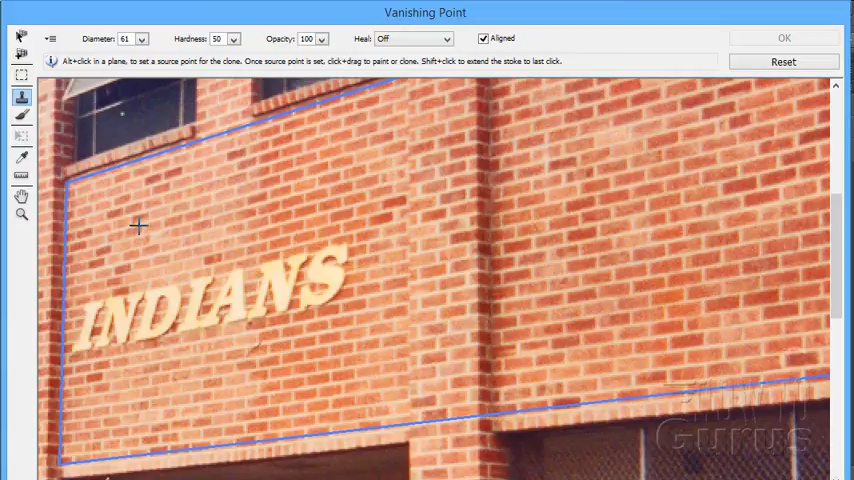 Vanishing Point
Diameter: 61 Hardness: 50 Opacity: 100 Heal: Off Aligned OK
Alt+click in a plane, to set a source point for the clone. Once source point is set, click+drag to paint or clone. Shift+click to extend the stoke to last click. Reset
INDIANS
Gurus